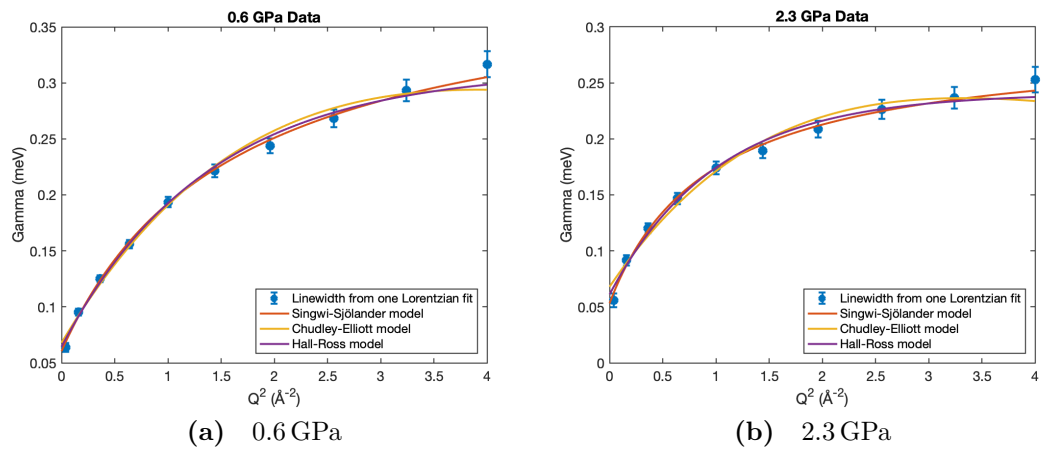 0.6 GPa Data
0.35
0.3
0.25
0.2
0.15
0.1
0.05
Gamma (meV)
Linewidth from one Lorentzian fit
Singwi-Sjölander model
Chudley-Elliott model
Hall-Ross model
0 0.5 1 1.5 2 2.5 3 3.5 4
Q² (Å⁻²)
(a) 0.6 GPa
2.3 GPa Data
0.3
0.25
0.2
0.15
0.1
0.05
0
Gamma (meV)
Linewidth from one Lorentzian fit
Singwi-Sjölander model
Chudley-Elliott model
Hall-Ross model
0 0.5 1 1.5 2 2.5 3 3.5 4
Q² (Å⁻²)
(b) 2.3 GPa